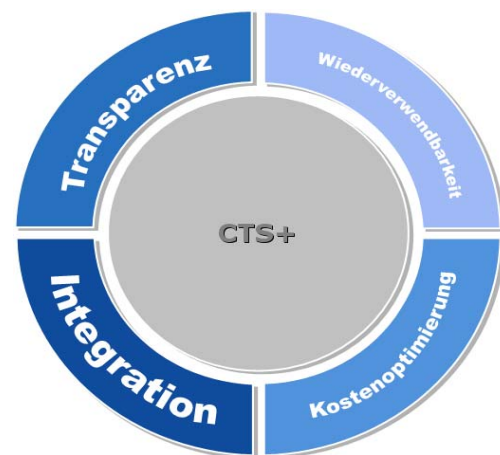 Transparenz
Wiederverwendbarkeit
CTS+
Integration
Kostenoptimierung